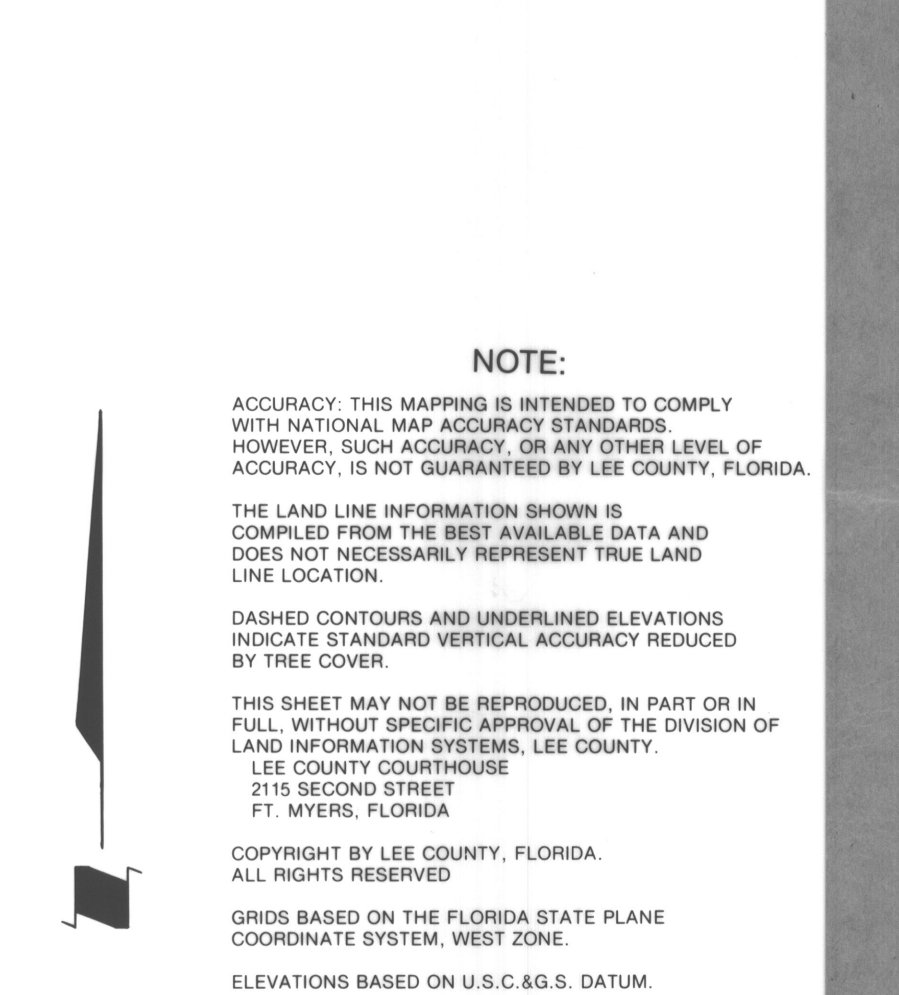 NOTE:
ACCURACY: THIS MAPPING IS INTENDED TO COMPLY
WITH NATIONAL MAP ACCURACY STANDARDS.
HOWEVER, SUCH ACCURACY, OR ANY OTHER LEVEL OF
ACCURACY, IS NOT GUARANTEED BY LEE COUNTY, FLORIDA.
THE LAND LINE INFORMATION SHOWN IS
COMPILED FROM THE BEST AVAILABLE DATA AND
DOES NOT NECESSARILY REPRESENT TRUE LAND
LINE LOCATION.
DASHED CONTOURS AND UNDERLINED ELEVATIONS
INDICATE STANDARD VERTICAL ACCURACY REDUCED
BY TREE COVER.
THIS SHEET MAY NOT BE REPRODUCED, IN PART OR IN
FULL, WITHOUT SPECIFIC APPROVAL OF THE DIVISION OF
LAND INFORMATION SYSTEMS, LEE COUNTY.
LEE COUNTY COURTHOUSE
2115 SECOND STREET
FT. MYERS, FLORIDA
COPYRIGHT BY LEE COUNTY, FLORIDA.
ALL RIGHTS RESERVED
GRIDS BASED ON THE FLORIDA STATE PLANE
COORDINATE SYSTEM, WEST ZONE.
ELEVATIONS BASED ON U.S.C.&G.S. DATUM.
N